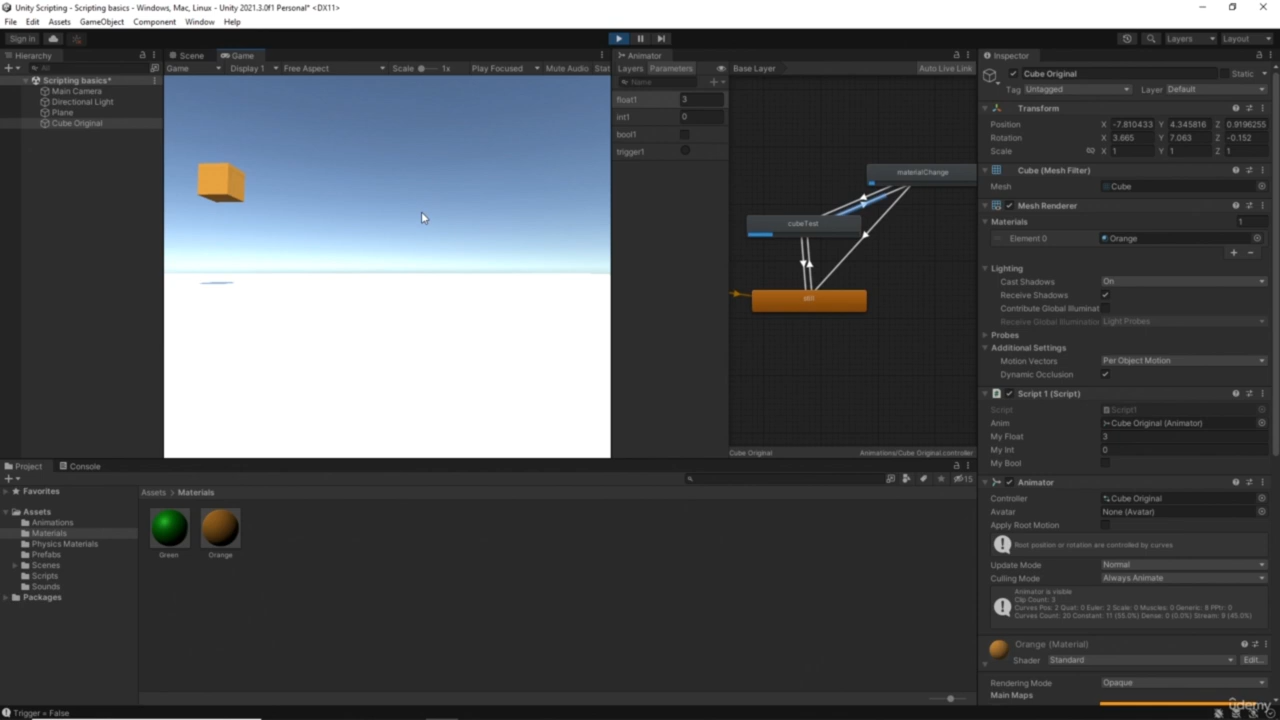 Unity Scripting - Scripting basics - Windows, Mac, Linux - Unity 2021.3.0f1 Personal* <DX11>
File Edit Assets GameObject Component Window Help
Sign in
Layers Layout
Hierarchy
All
Scripting basics*
Main Camera
Directional Light
Plane
Cube Original
Scene Game
Game Display 1 Free Aspect Scale 1x Play Focused Mute Audio Stat
Animator
Layers Parameters Base Layer Auto Live Link
Name
float1 3
int1 0
bool1
trigger1
materialChange
cubeTest
still
Cube Original Animations/Cube Original.controller
Inspector
Cube Original Static
Tag Untagged Layer Default
Transform
Position X -7.810433 Y 4.345816 Z 0.9196255
Rotation X 3.665 Y 7.063 Z -0.152
Scale X 1 Y 1 Z 1
Cube (Mesh Filter)
Mesh Cube
Mesh Renderer
Materials 1
Element 0 Orange
Lighting
Cast Shadows On
Receive Shadows
Contribute Global Illuminat
Receive Global Illumination Light Probes
Probes
Additional Settings
Motion Vectors Per Object Motion
Dynamic Occlusion
Script 1 (Script)
Script Script1
Anim Cube Original (Animator)
My Float 3
My Int 0
My Bool
Animator
Controller Cube Original
Avatar None (Avatar)
Apply Root Motion
Root position or rotation are controlled by curves
Update Mode Normal
Culling Mode Always Animate
Animator is visible
Clip Count: 3
Curves Pos: 2 Quat: 0 Euler: 2 Scale: 0 Muscles: 0 Generic: 8 PPtr: 0
Curves Count: 20 Constant: 11 (55.0%) Dense: 0 (0.0%) Stream: 9 (45.0%)
Orange (Material)
Shader Standard Edit...
Rendering Mode Opaque
Main Maps
Project Console
15
Favorites
Assets
Animations
Materials
Physics Materials
Prefabs
Scenes
Scripts
Sounds
Packages
Assets Materials
Green Orange
Trigger = False
udemy